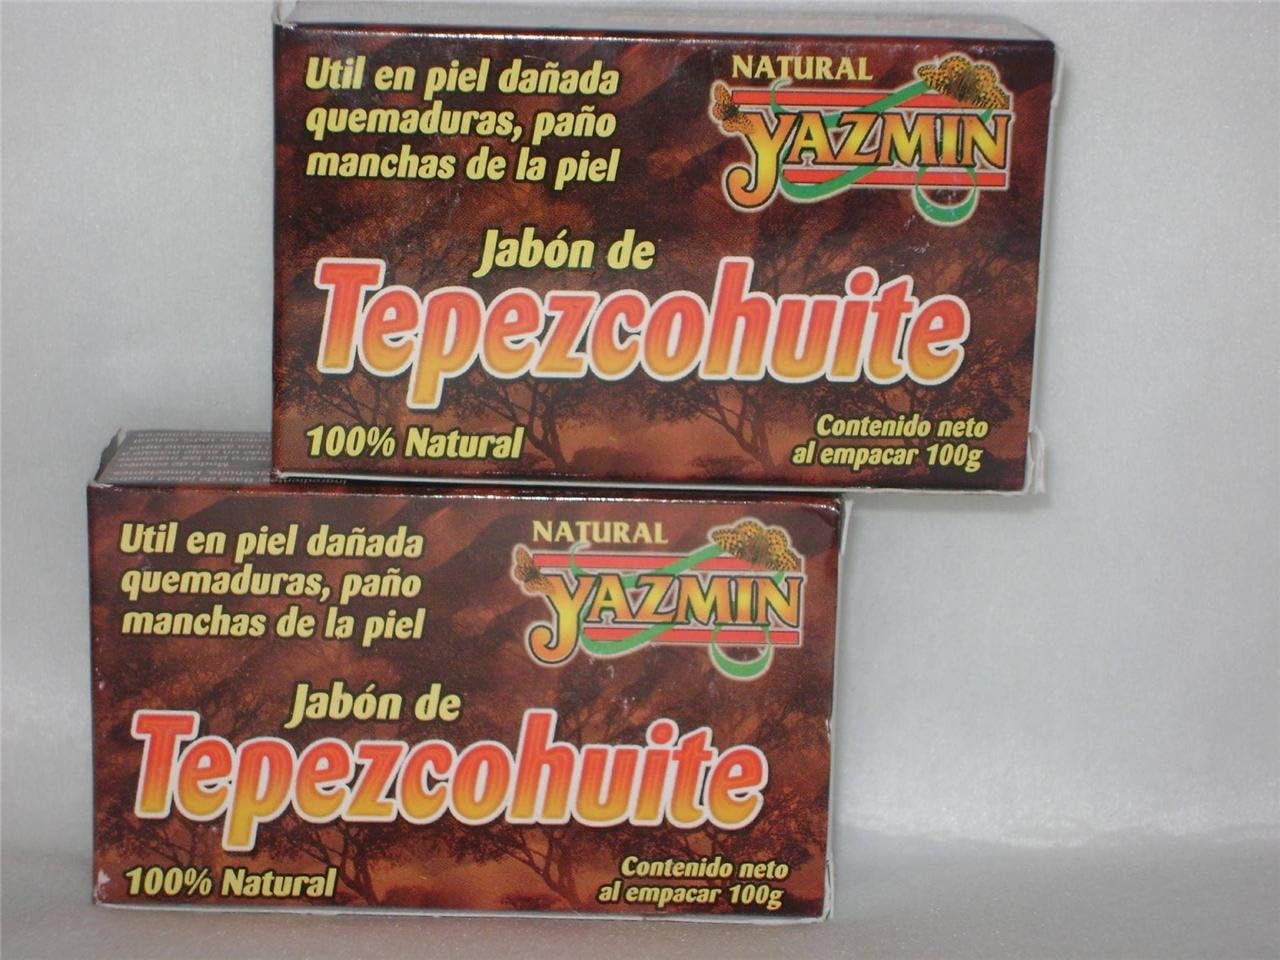 Util en piel dañada
quemaduras, paño
manchas de la piel
NATURAL
YAZMIN
Jabón de
Tepezcohuite
100% Natural
Contenido neto
al empacar 100g
Util en piel dañada
quemaduras, paño
manchas de la piel
NATURAL
YAZMIN
Jabón de
Tepezcohuite
100% Natural
Contenido neto
al empacar 100g